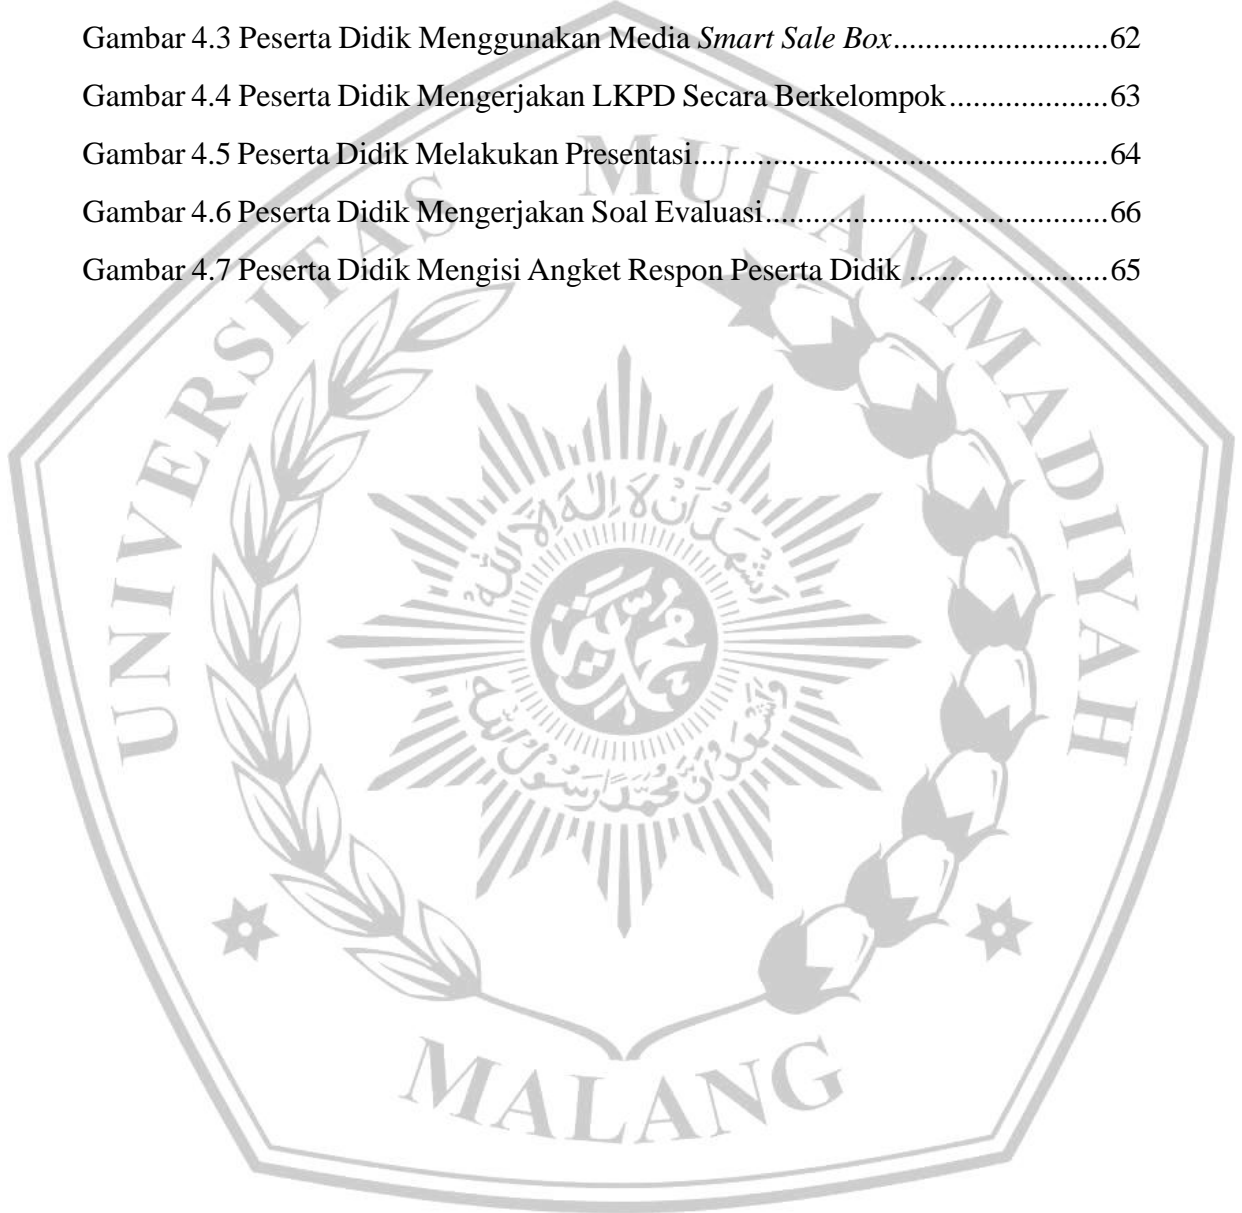 Gambar 4.3 Peserta Didik Menggunakan Media Smart Sale Box...........................62
Gambar 4.4 Peserta Didik Mengerjakan LKPD Secara Berkelompok....................63
Gambar 4.5 Peserta Didik Melakukan Presentasi....................................................64
Gambar 4.6 Peserta Didik Mengerjakan Soal Evaluasi...........................................66
Gambar 4.7 Peserta Didik Mengisi Angket Respon Peserta Didik.........................65
UNIVERSITAS MUHAMMADIYAH
MALANG